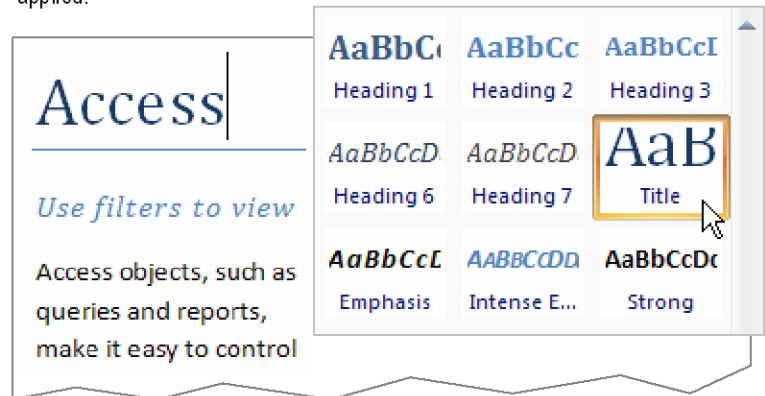 applied.
Access
Use filters to view
Access objects, such as
queries and reports,
make it easy to control
AaBbC AaBbCc AaBbCcI
Heading 1 Heading 2 Heading 3
AaBbCcD AaBbCcD AaB
Heading 6 Heading 7 Title
AaBbCcD AaBbCcDd AaBbCcDc
Emphasis Intense E... Strong